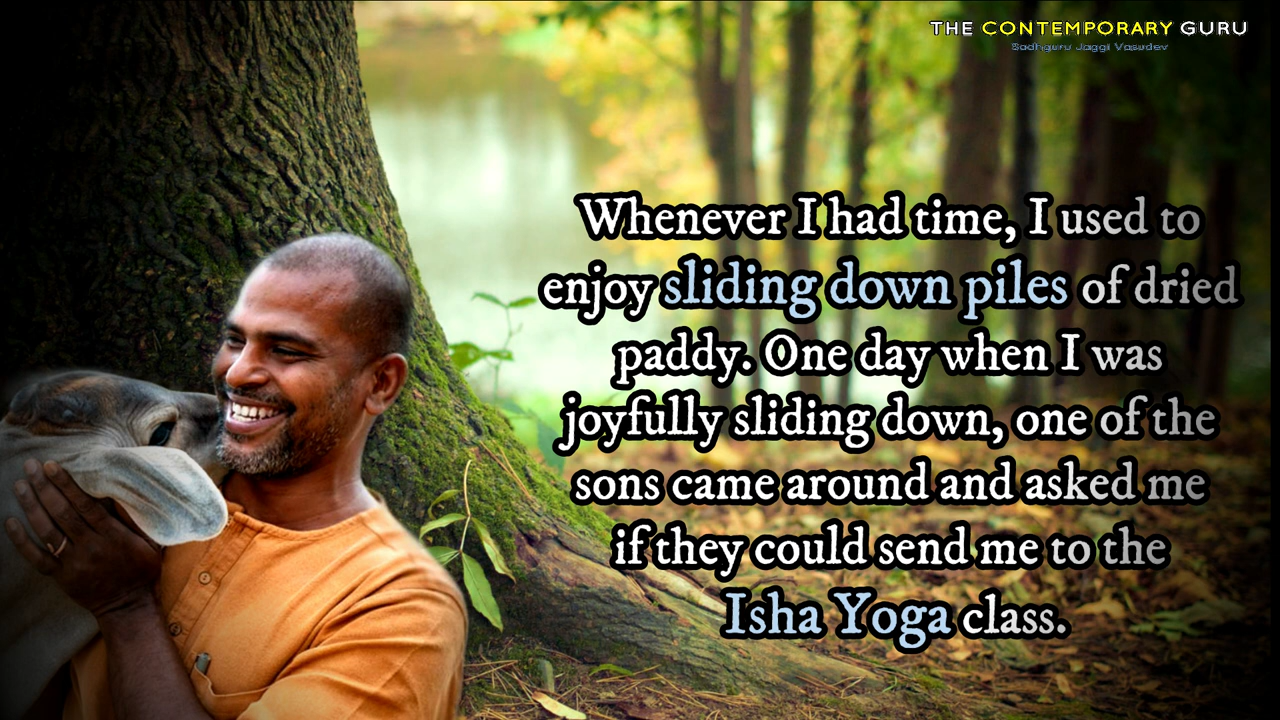 THE CONTEMPORARY GURU
Sadhguru Jaggi Vasudev
Whenever I had time, I used to
enjoy sliding down piles of dried
paddy. One day when I was
joyfully sliding down, one of the
sons came around and asked me
if they could send me to the
Isha Yoga class.